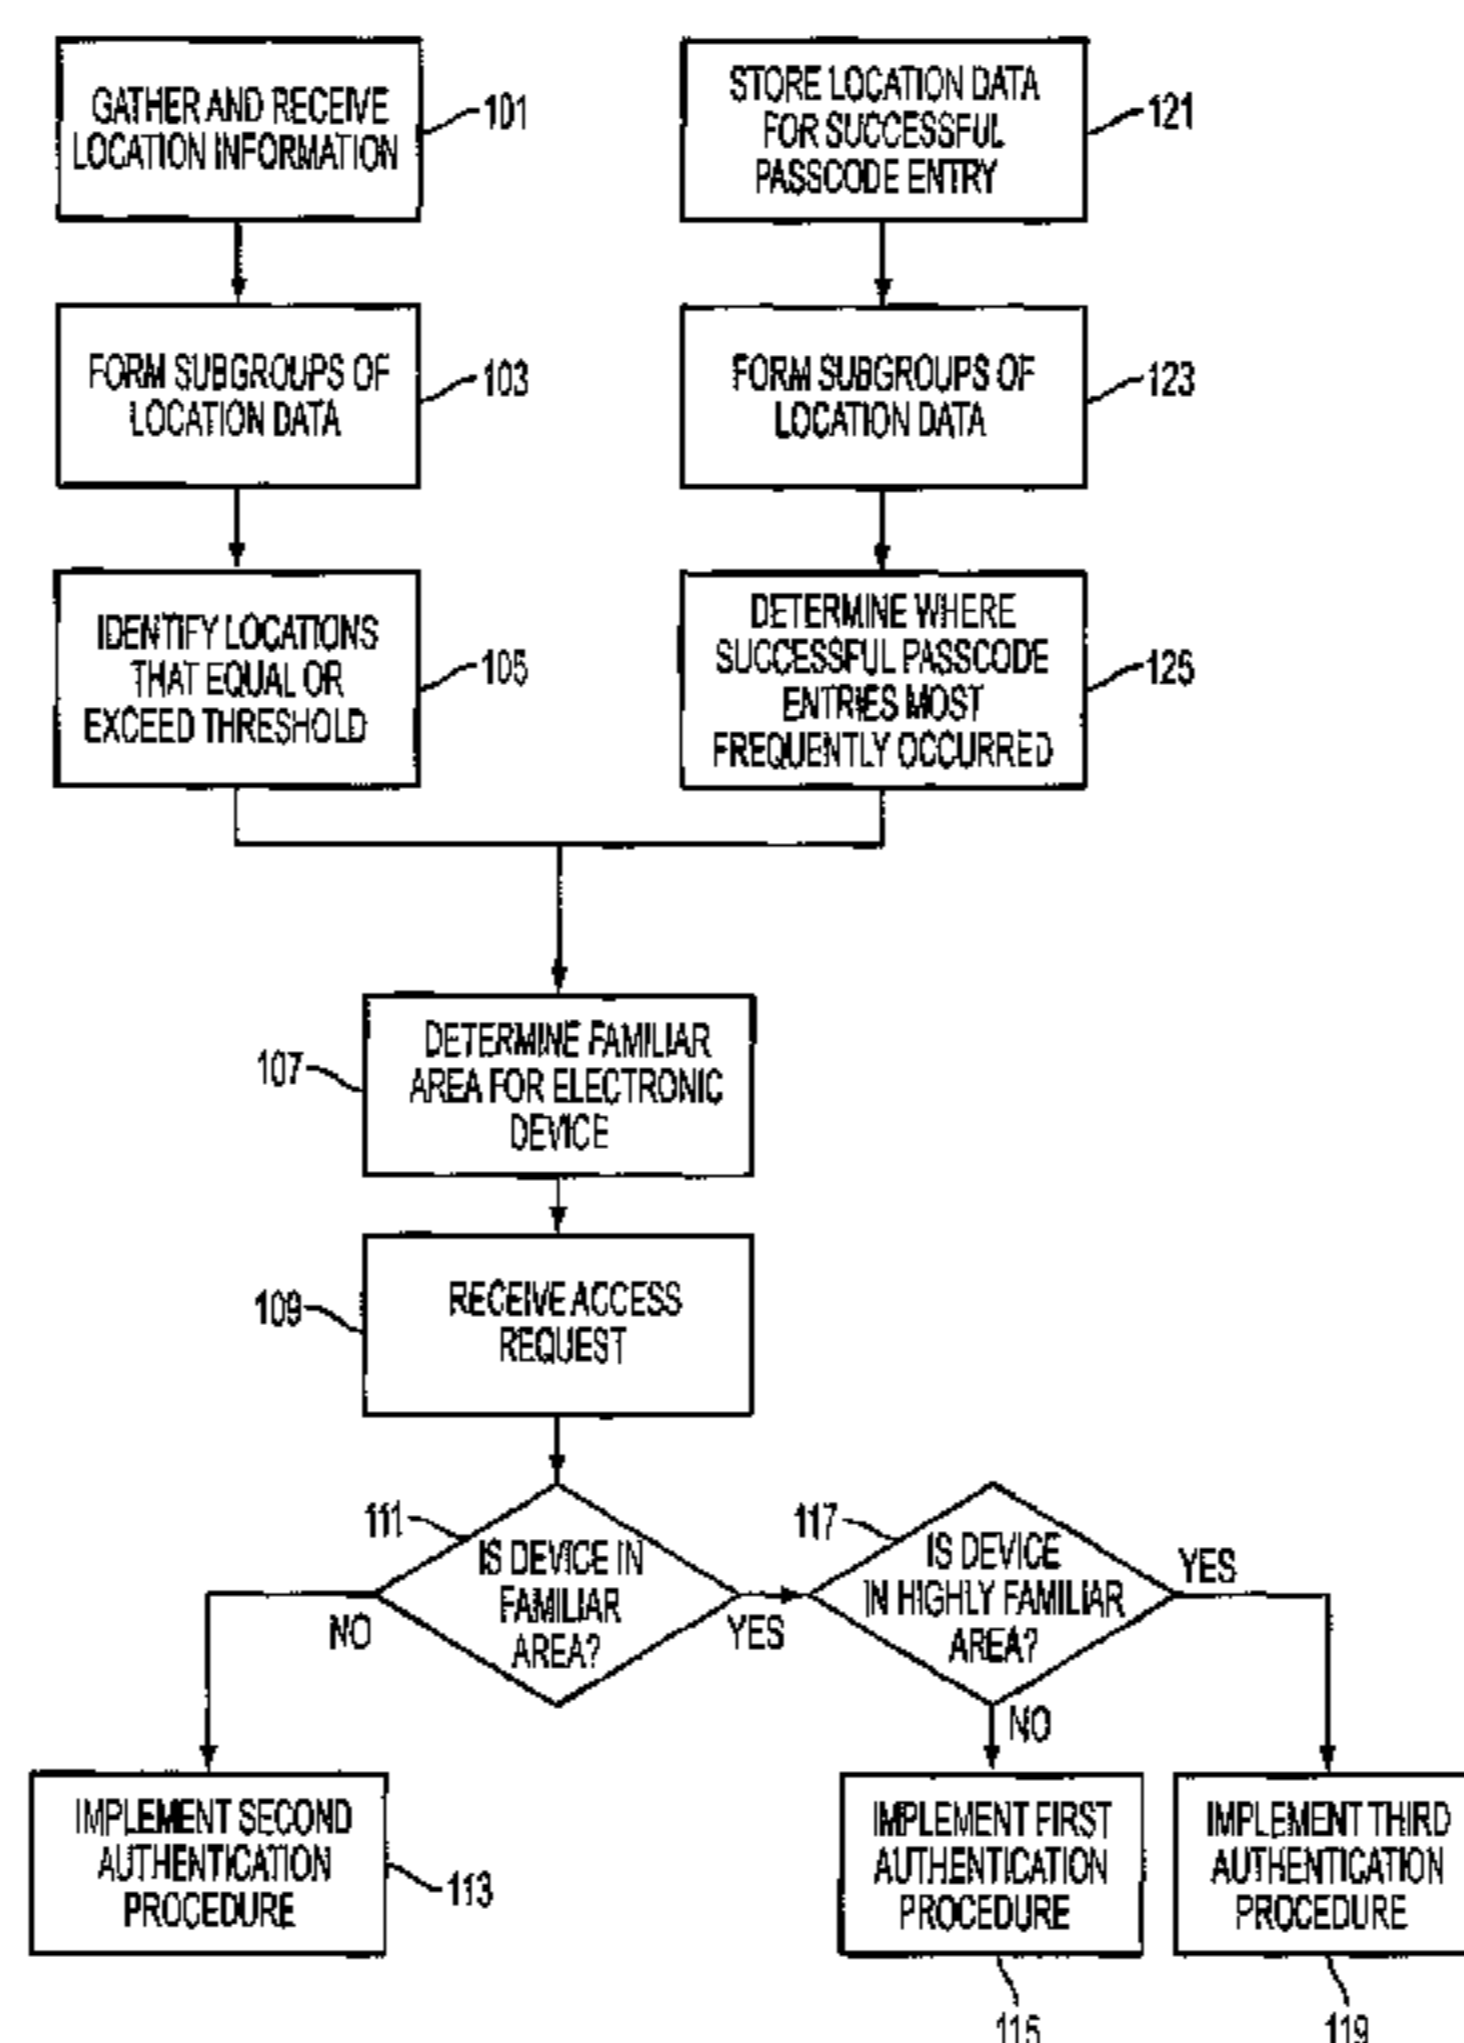 GATHER AND RECEIVE
LOCATION INFORMATION
101
STORE LOCATION DATA
FOR SUCCESSFUL
PASSCODE ENTRY
121
FORM SUBGROUPS OF
LOCATION DATA
103
FORM SUBGROUPS OF
LOCATION DATA
123
IDENTIFY LOCATIONS
THAT EQUAL OR
EXCEED THRESHOLD
105
DETERMINE WHERE
SUCCESSFUL PASSCODE
ENTRIES MOST
FREQUENTLY OCCURRED
125
DETERMINE FAMILIAR
AREA FOR ELECTRONIC
DEVICE
107
RECEIVE ACCESS
REQUEST
109
111
IS DEVICE IN
FAMILIAR
AREA?
NO
YES
117
IS DEVICE
IN HIGHLY FAMILIAR
AREA?
YES
NO
IMPLEMENT SECOND
AUTHENTICATION
PROCEDURE
113
IMPLEMENT FIRST
AUTHENTICATION
PROCEDURE
115
IMPLEMENT THIRD
AUTHENTICATION
PROCEDURE
119